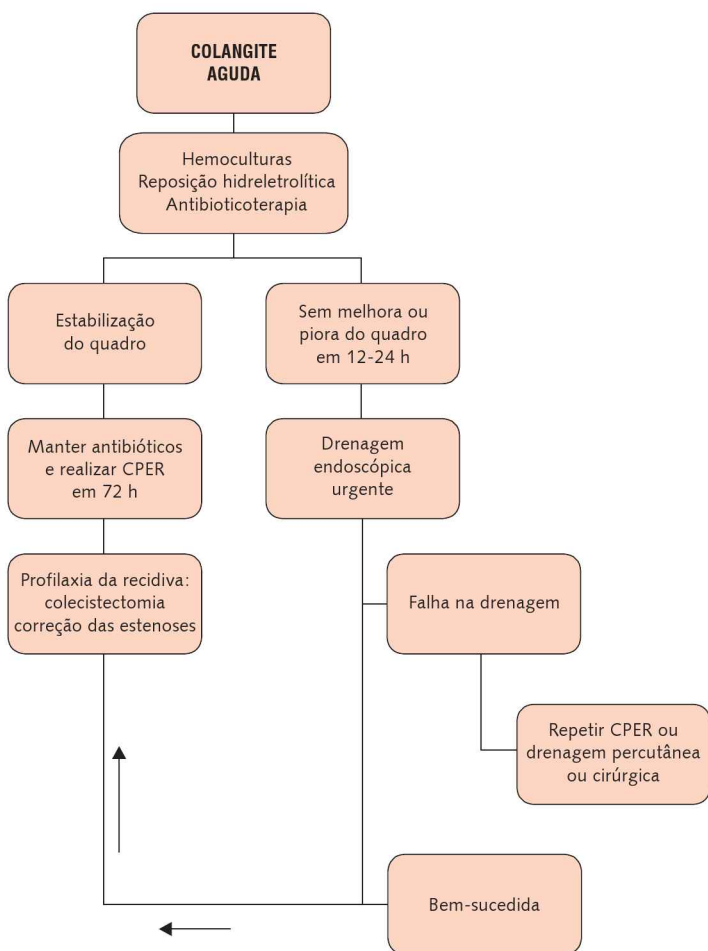 COLANGITE
AGUDA
Hemoculturas
Reposição hidreletrolítica
Antibioticoterapia
Estabilização
do quadro
Sem melhora ou
piora do quadro
em 12-24 h
Manter antibióticos
e realizar CPER
em 72 h
Drenagem
endoscópica
urgente
Profilaxia da recidiva:
colecistectomia
correção das estenoses
Falha na drenagem
Repetir CPER ou
drenagem percutânea
ou cirúrgica
Bem-sucedida